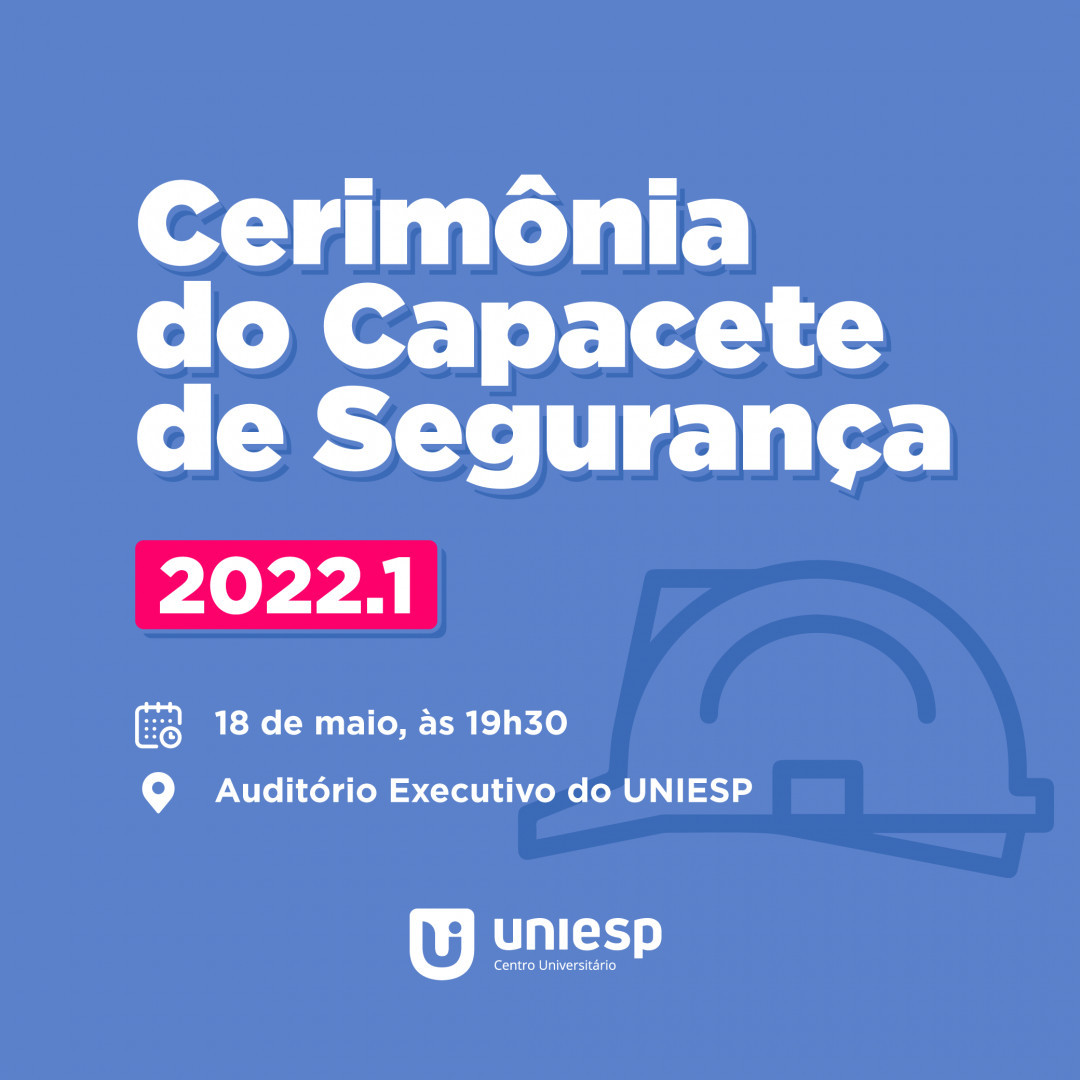 Cerimônia
do Capacete
de Segurança
2022.1
18 de maio, às 19h30
Auditório Executivo do UNIESP
uniesp
Centro Universitário